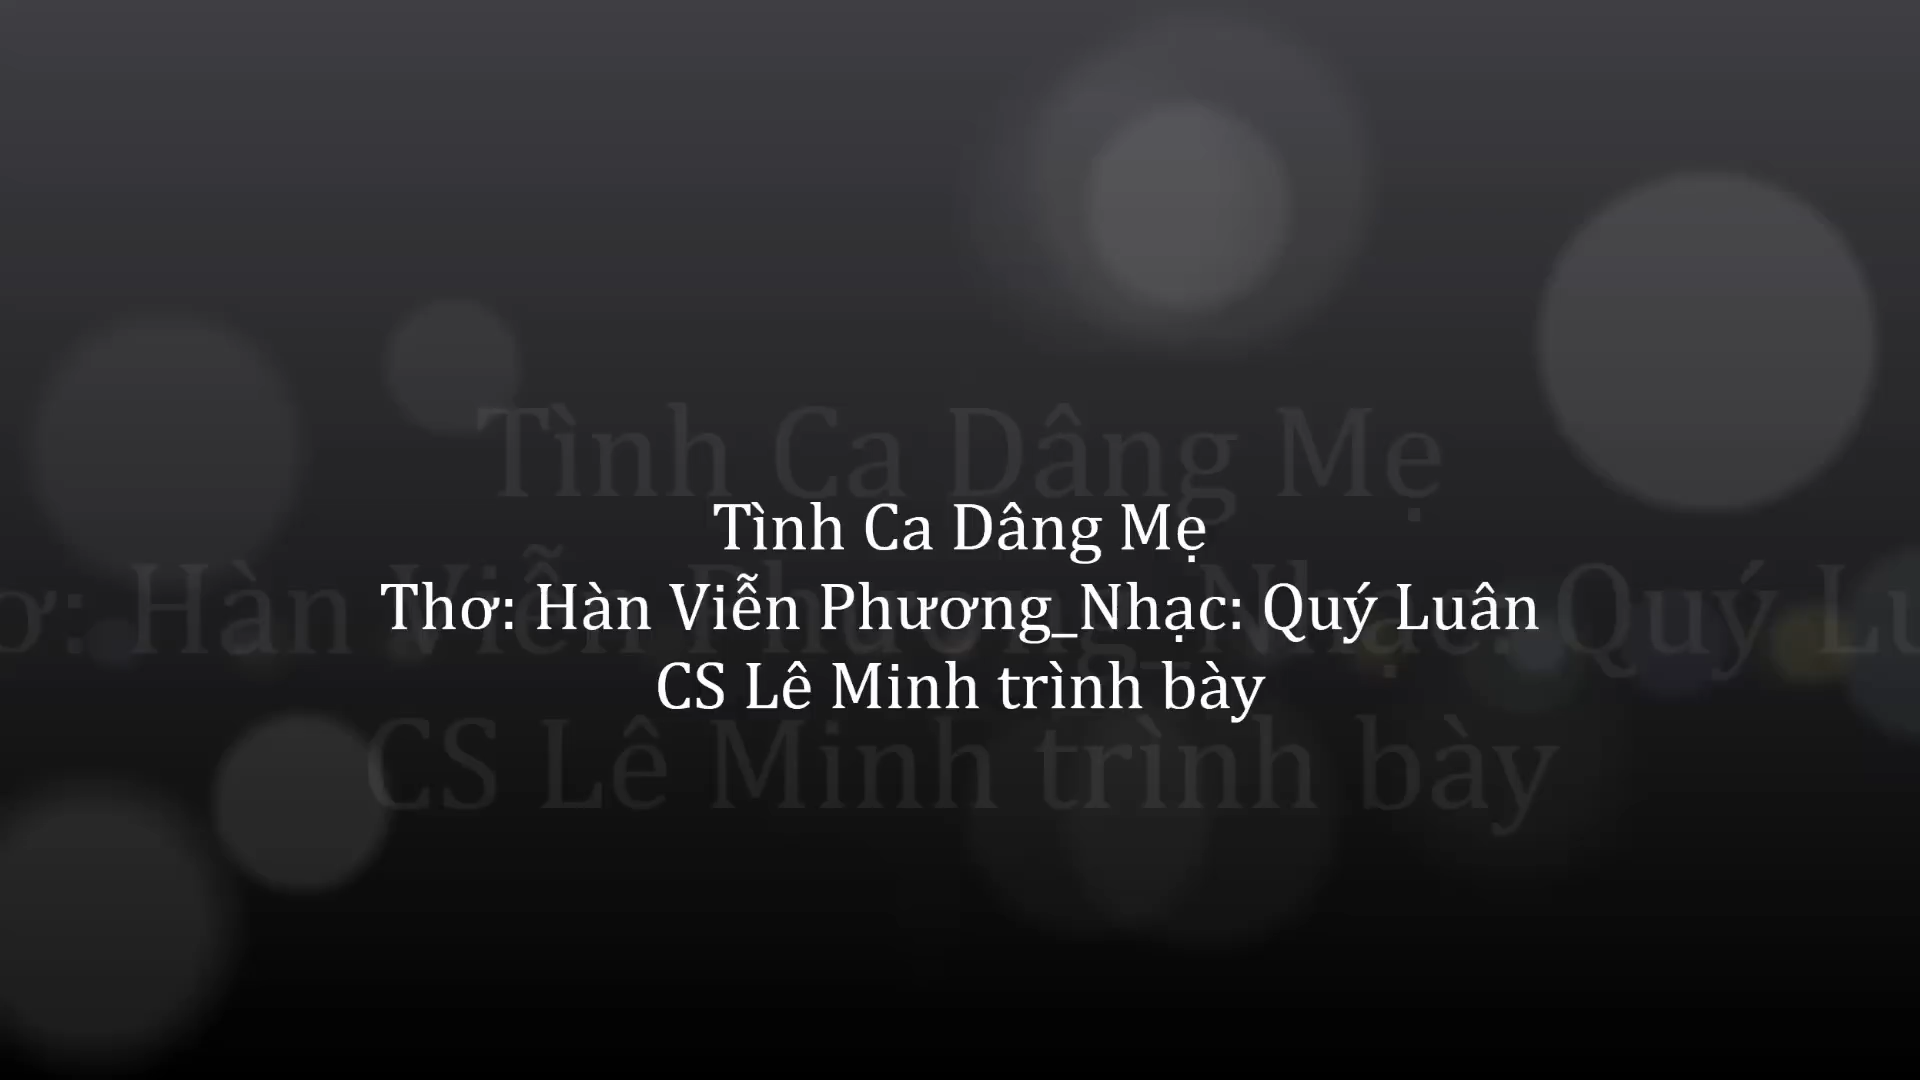 Tình Ca Dâng Mẹ
Thơ: Hàn Viễn Phương_Nhạc: Quý Luân
CS Lê Minh trình bày